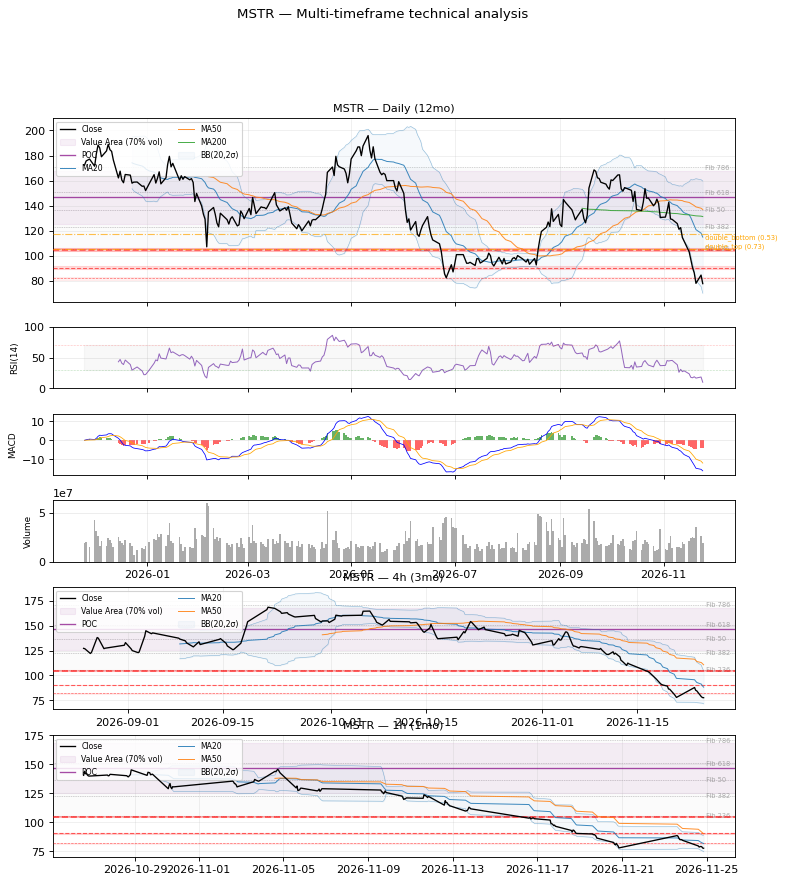 MSTR — Multi-timeframe technical analysis
MSTR — Daily (12mo)
Close
Value Area (70% vol)
POC
MA20
MA50
MA200
BB(20,2σ)
200
180
160
140
120
100
80
Fib 786
Fib 618
Fib 50
Fib 382
double_bottom (0.53)
100
50
0
RSI(14)
10
0
−10
MACD
1e7
5
0
Volume
2026-01
2026-03
2026-05
2026-07
2026-09
2026-11
MSTR — 4h (3mo)
Close
Value Area (70% vol)
POC
MA20
MA50
BB(20,2σ)
175
150
125
100
75
Fib 786
Fib 618
Fib 50
Fib 382
Fib 236
2026-09-01
2026-09-15
2026-10-01
2026-10-15
2026-11-01
2026-11-15
MSTR — 1h (1mo)
Close
Value Area (70% vol)
POC
MA20
MA50
BB(20,2σ)
175
150
125
100
75
Fib 786
Fib 618
Fib 50
Fib 382
Fib 236
2026-10-29
2026-11-01
2026-11-05
2026-11-09
2026-11-13
2026-11-17
2026-11-21
2026-11-25